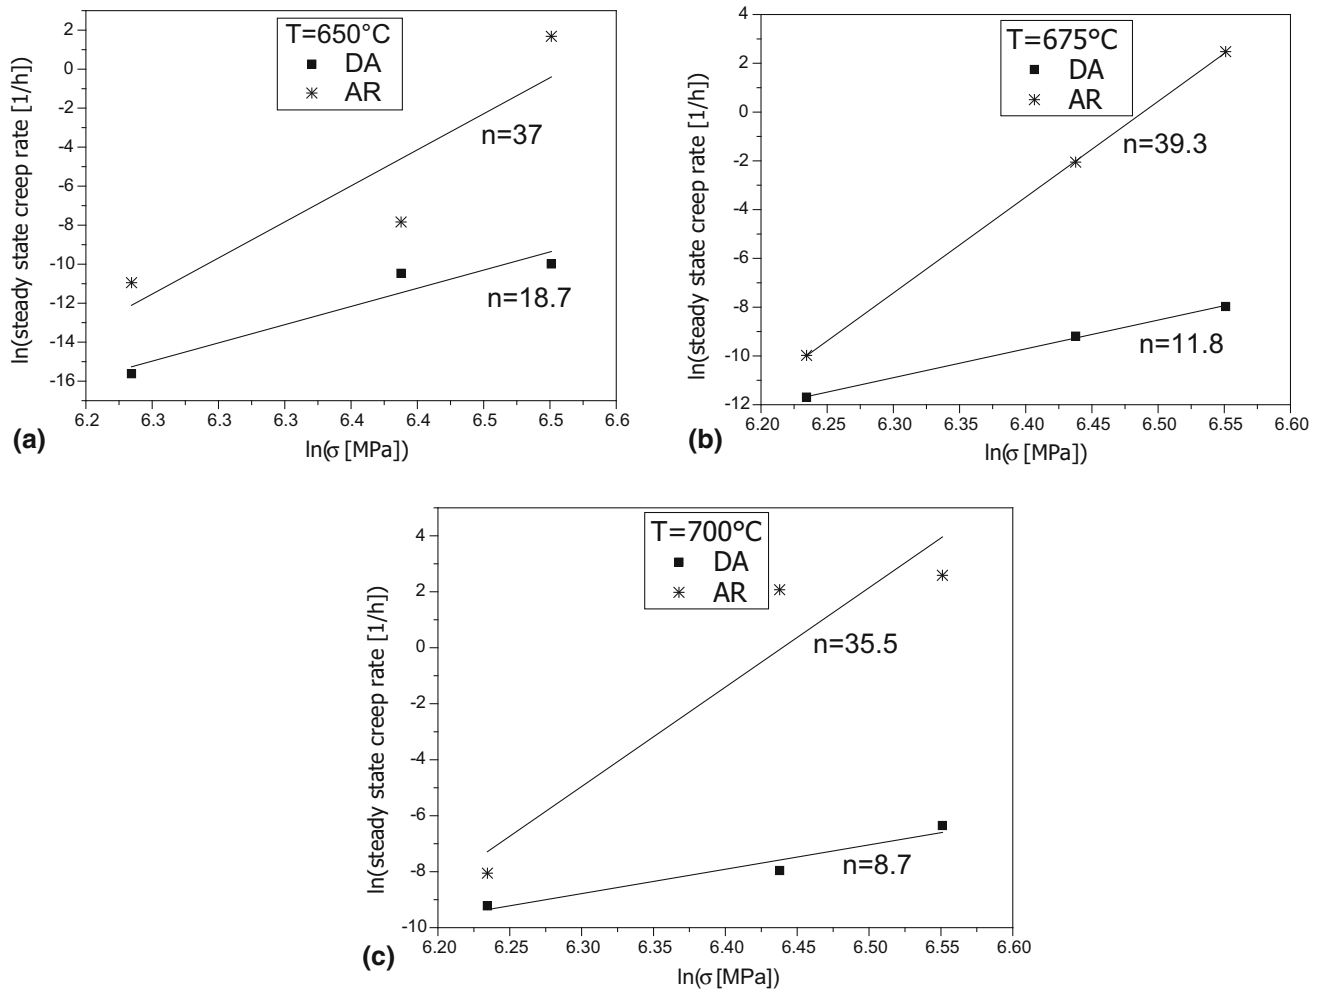 T=650°C
DA
AR
2
0
-2
-4
-6
-8
-10
-12
-14
-16
ln(steady state creep rate [1/h])
n=37
n=18.7
6.2 6.3 6.3 6.3 6.4 6.4 6.5 6.5 6.6
(a)
ln(σ [MPa])
T=675°C
DA
AR
4
2
0
-2
-4
-6
-8
-10
-12
ln(steady state creep rate [1/h])
n=39.3
n=11.8
6.20 6.25 6.30 6.35 6.40 6.45 6.50 6.55 6.60
(b)
ln(σ [MPa])
T=700°C
DA
AR
4
2
0
-2
-4
-6
-8
-10
ln(steady state creep rate [1/h])
n=35.5
n=8.7
6.20 6.25 6.30 6.35 6.40 6.45 6.50 6.55 6.60
(c)
ln(σ [MPa])